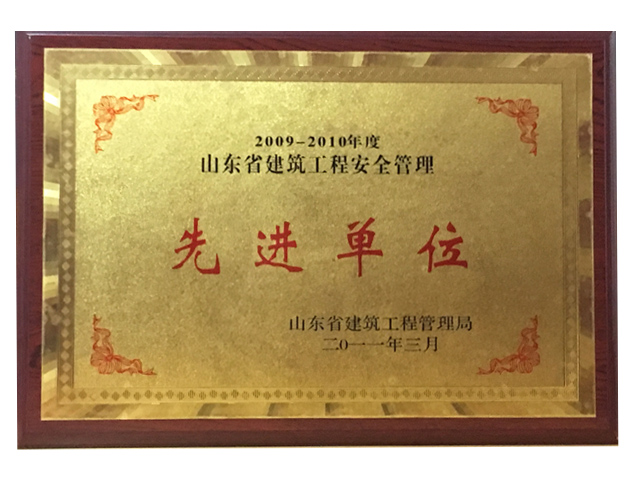 2009-2010年度
山东省建筑工程安全管理
先进单位
山东省建筑工程管理局
二0一一年三月